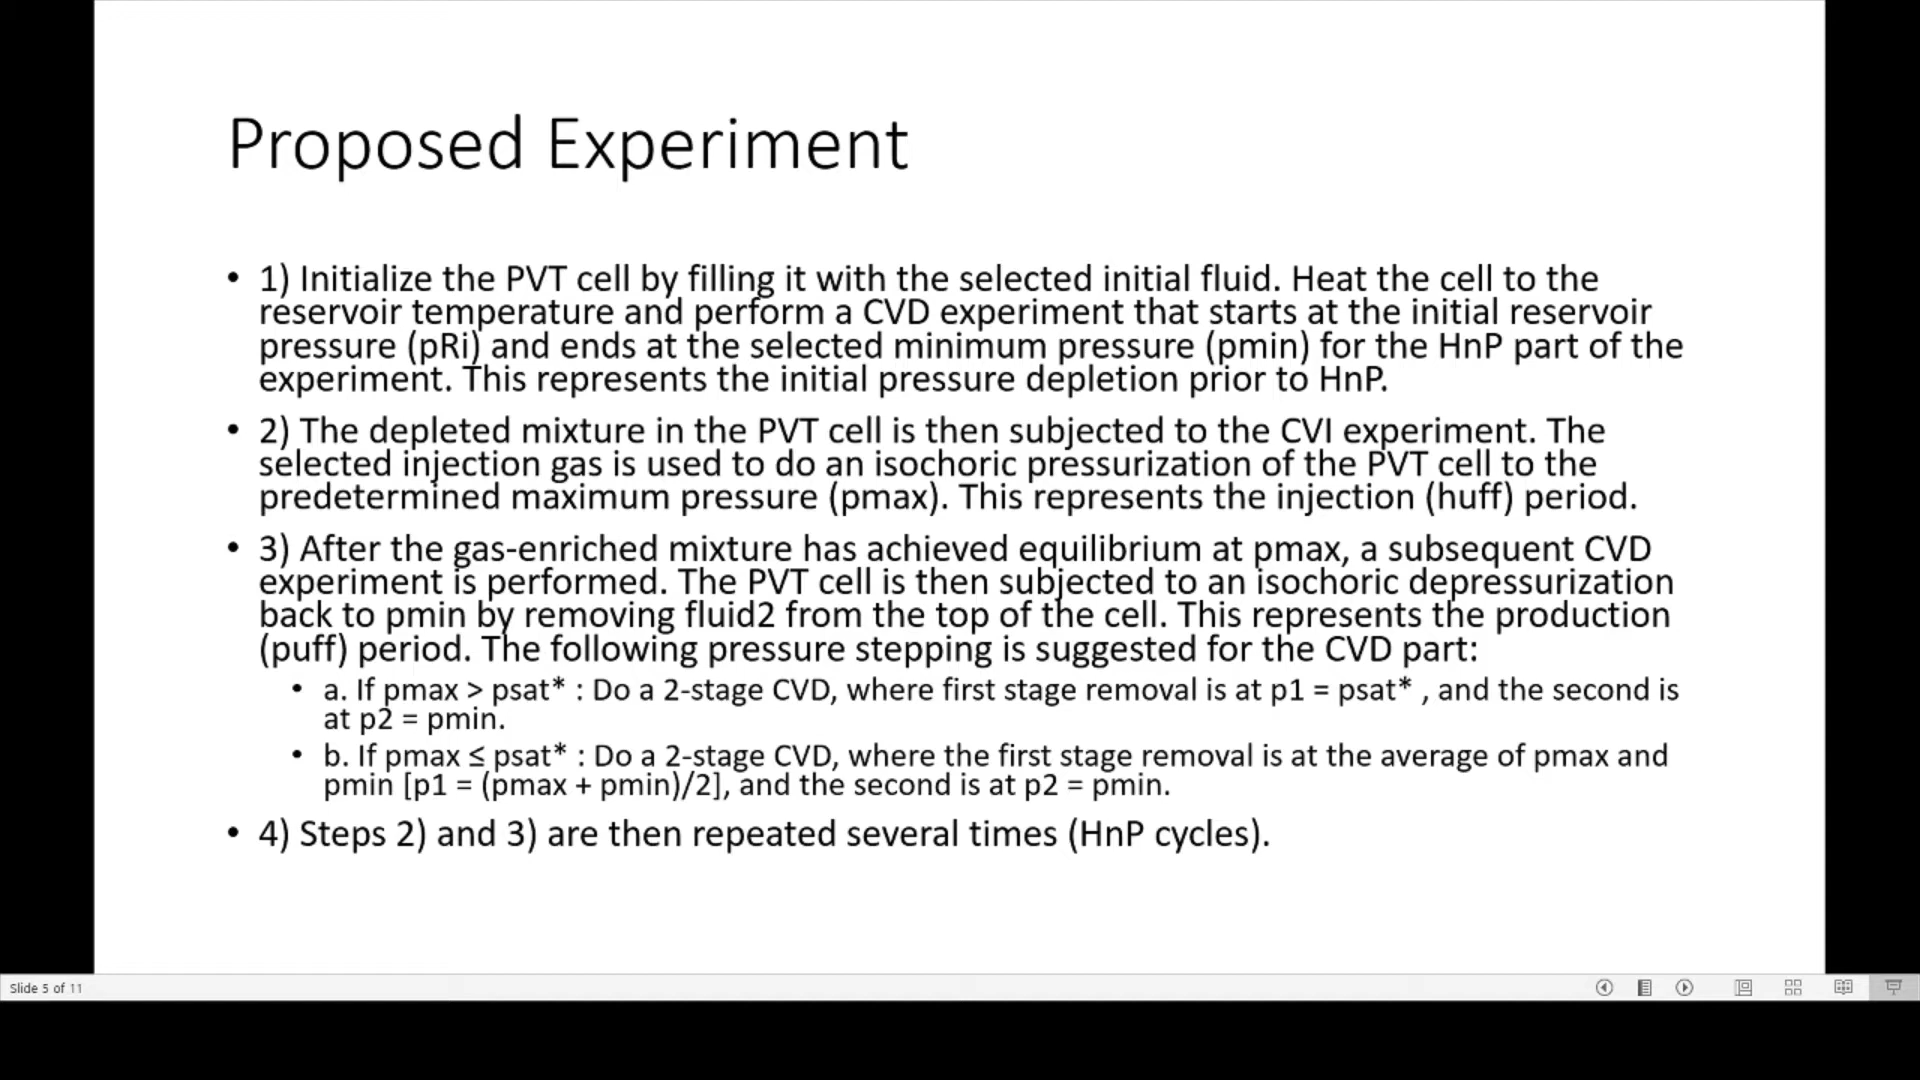 Proposed Experiment
• 1) Initialize the PVT cell by filling it with the selected initial fluid. Heat the cell to the
reservoir temperature and perform a CVD experiment that starts at the initial reservoir
pressure (pRi) and ends at the selected minimum pressure (pmin) for the HnP part of the
experiment. This represents the initial pressure depletion prior to HnP.
• 2) The depleted mixture in the PVT cell is then subjected to the CVI experiment. The
selected injection gas is used to do an isochoric pressurization of the PVT cell to the
predetermined maximum pressure (pmax). This represents the injection (huff) period.
• 3) After the gas-enriched mixture has achieved equilibrium at pmax, a subsequent CVD
experiment is performed. The PVT cell is then subjected to an isochoric depressurization
back to pmin by removing fluid2 from the top of the cell. This represents the production
(puff) period. The following pressure stepping is suggested for the CVD part:
• a. If pmax > psat* : Do a 2-stage CVD, where first stage removal is at p1 = psat* , and the second is
at p2 = pmin.
• b. If pmax ≤ psat* : Do a 2-stage CVD, where the first stage removal is at the average of pmax and
pmin [p1 = (pmax + pmin)/2], and the second is at p2 = pmin.
• 4) Steps 2) and 3) are then repeated several times (HnP cycles).
Slide 5 of 11